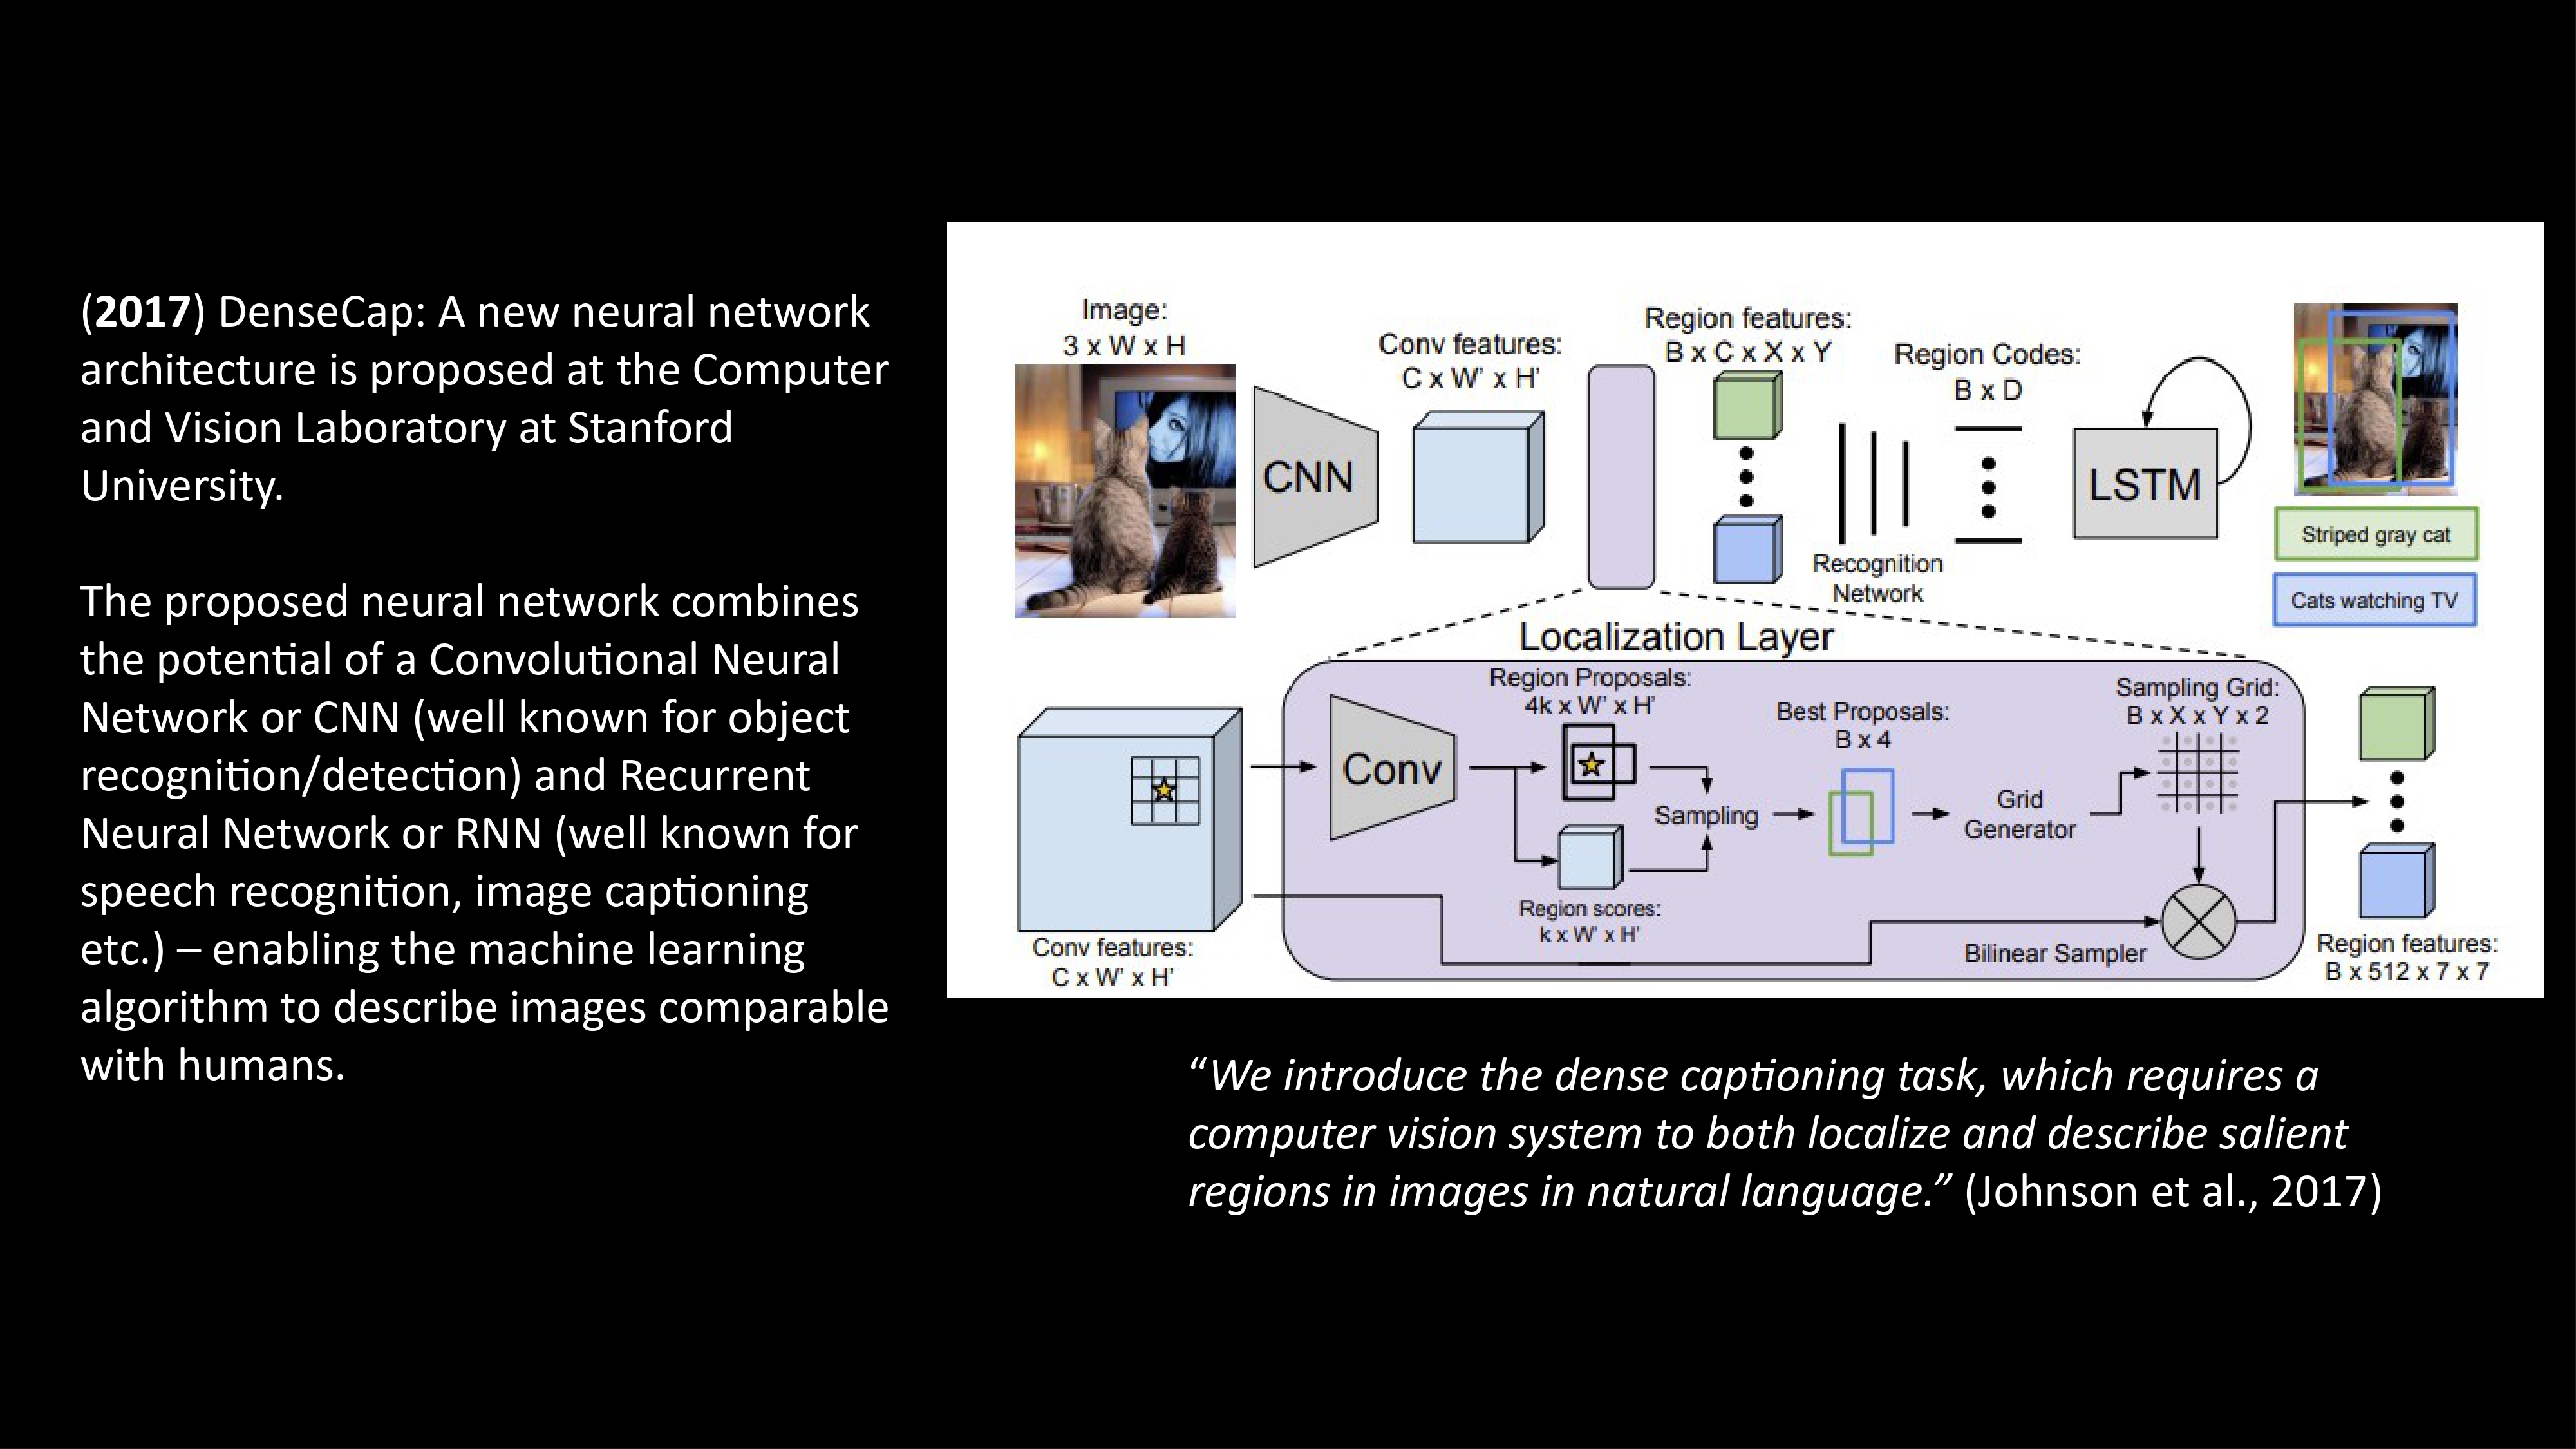 (2017) DenseCap: A new neural network
architecture is proposed at the Computer
and Vision Laboratory at Stanford
University.
The proposed neural network combines
the potential of a Convolutional Neural
Network or CNN (well known for object
recognition/detection) and Recurrent
Neural Network or RNN (well known for
speech recognition, image captioning
etc.) – enabling the machine learning
algorithm to describe images comparable
with humans.
Image:
3 x W x H
CNN
Conv features:
C x W' x H'
Region features:
B x C x X x Y
Recognition
Network
Region Codes:
B x D
LSTM
Striped gray cat
Cats watching TV
Localization Layer
Conv features:
C x W' x H'
Conv
Region Proposals:
4k x W' x H'
Region scores:
k x W' x H'
Sampling
Best Proposals:
B x 4
Grid
Generator
Sampling Grid:
B x X x Y x 2
Bilinear Sampler
Region features:
B x 512 x 7 x 7
“We introduce the dense captioning task, which requires a
computer vision system to both localize and describe salient
regions in images in natural language.” (Johnson et al., 2017)